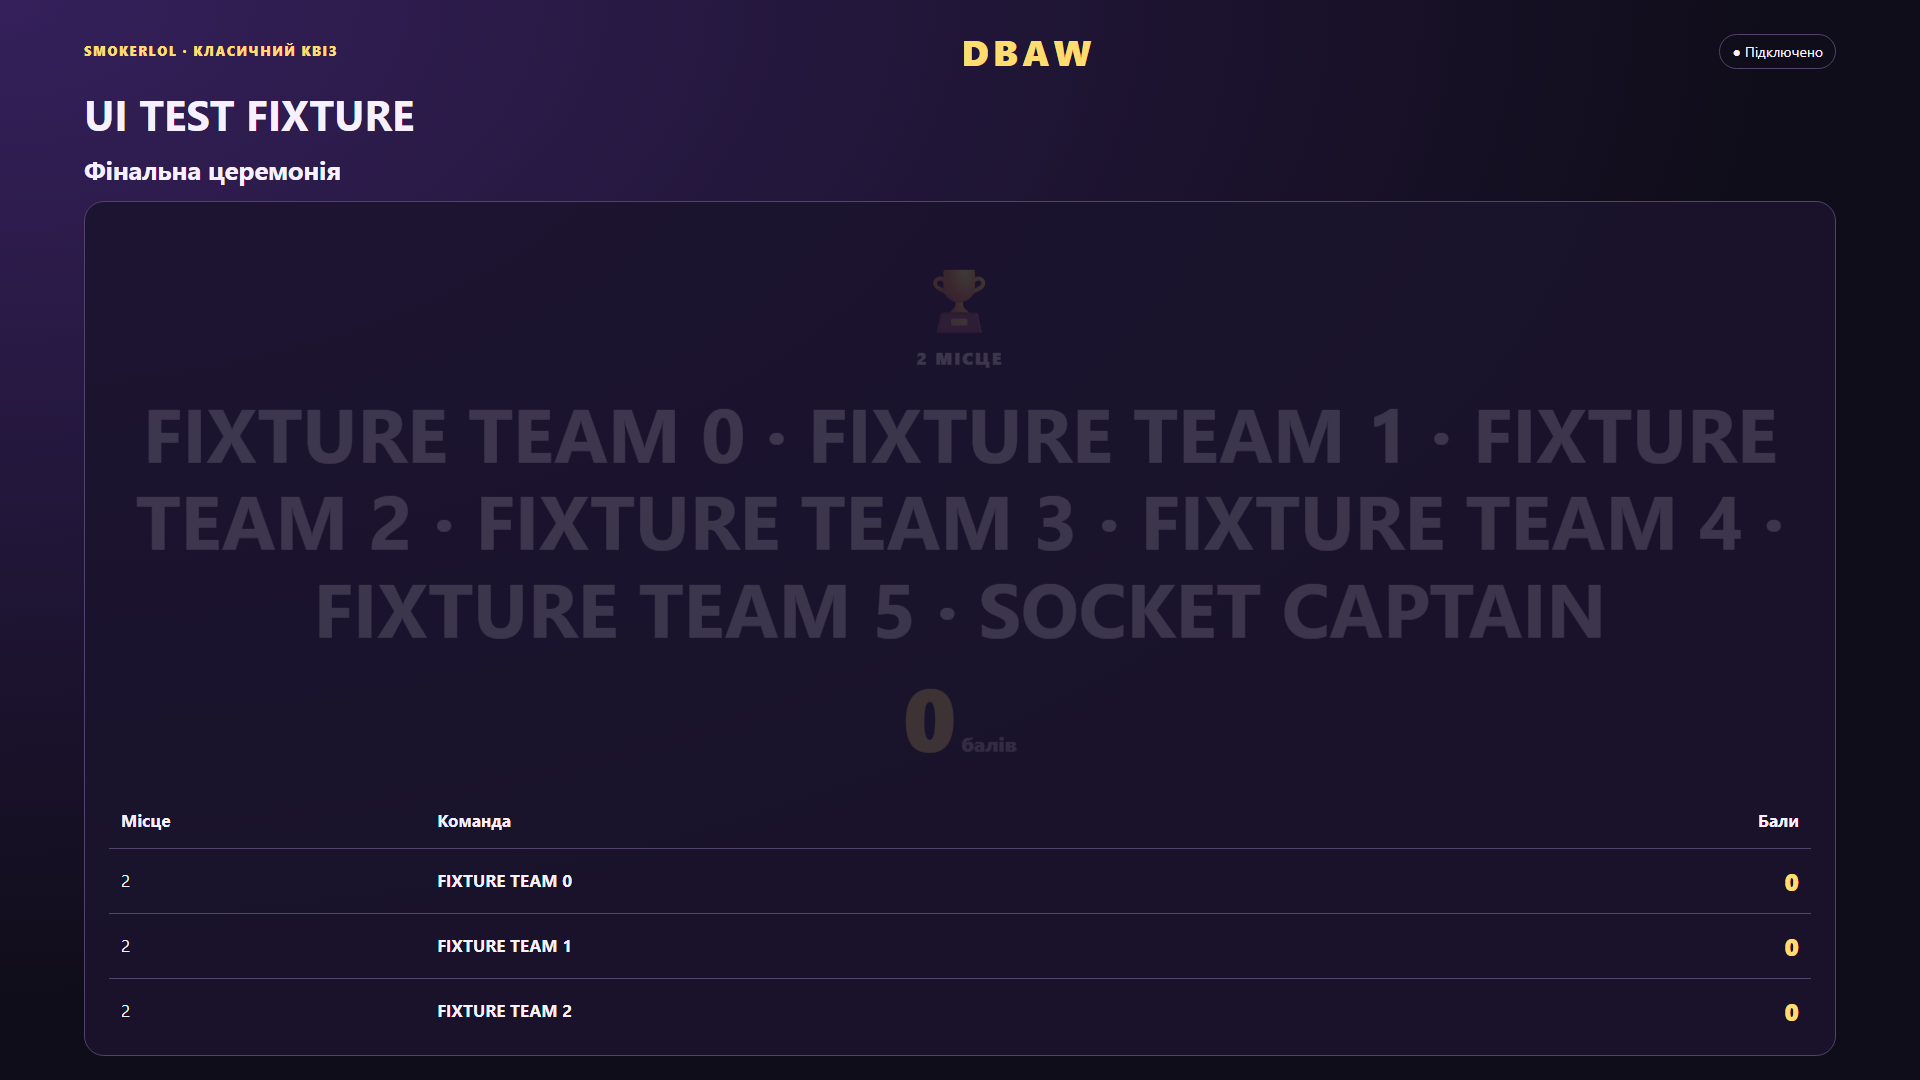 SMOKERLOL · КЛАСИЧНИЙ КВІЗ
DBAW
● Підключено
UI TEST FIXTURE
Фінальна церемонія
2 МІСЦЕ
FIXTURE TEAM 0 · FIXTURE TEAM 1 · FIXTURE
TEAM 2 · FIXTURE TEAM 3 · FIXTURE TEAM 4 ·
FIXTURE TEAM 5 · SOCKET CAPTAIN
0 балів
Місце Команда Бали
2 FIXTURE TEAM 0 0
2 FIXTURE TEAM 1 0
2 FIXTURE TEAM 2 0